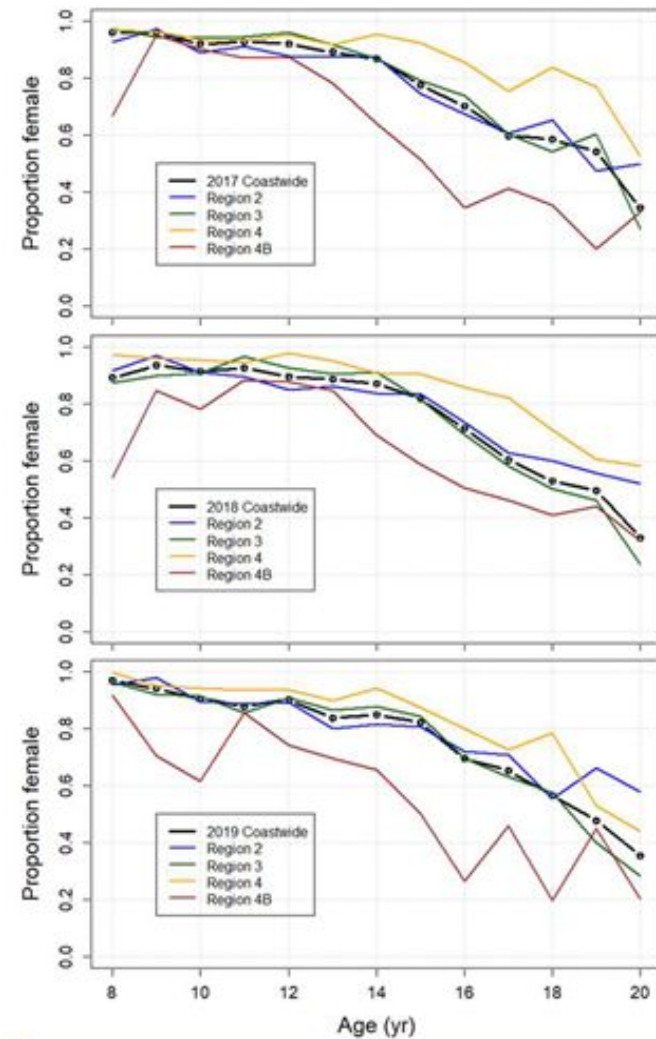 Proportion female
0.0 0.2 0.4 0.6 0.8 1.0
2017 Coastwide
Region 2
Region 3
Region 4
Region 4B
Proportion female
0.0 0.2 0.4 0.6 0.8 1.0
2018 Coastwide
Region 2
Region 3
Region 4
Region 4B
Proportion female
0.0 0.2 0.4 0.6 0.8 1.0
2019 Coastwide
Region 2
Region 3
Region 4
Region 4B
8 10 12 14 16 18 20
Age (yr)